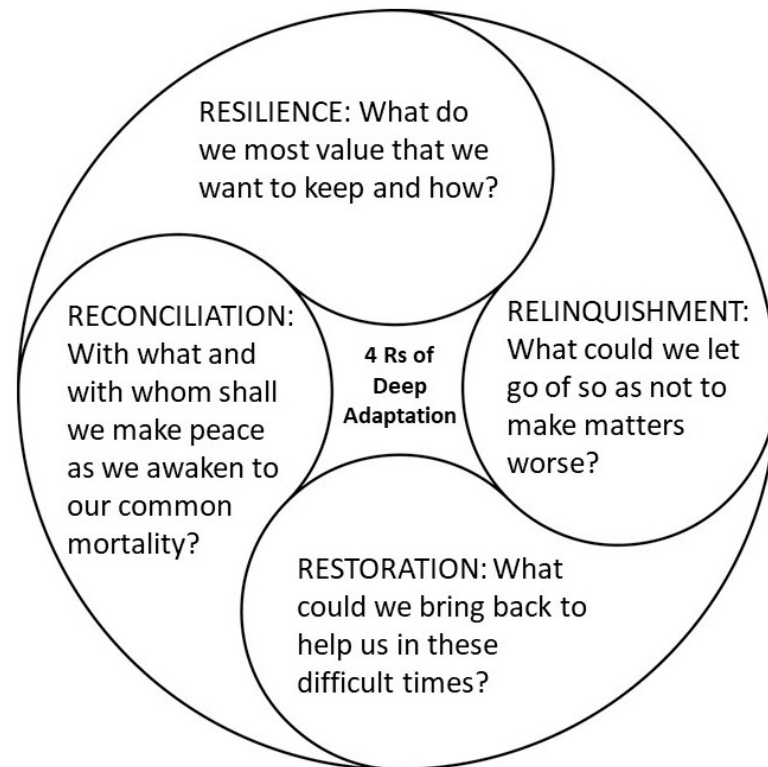 RESILIENCE: What do
we most value that we
want to keep and how?
RECONCILIATION:
With what and
with whom shall
we make peace
as we awaken to
our common
mortality?
4 Rs of
Deep
Adaptation
RELINQUISHMENT:
What could we let
go of so as not to
make matters
worse?
RESTORATION: What
could we bring back to
help us in these
difficult times?